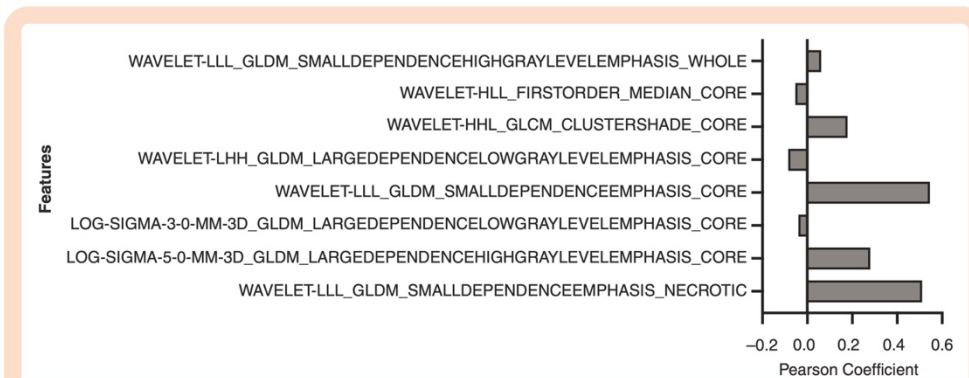 WAVELET-LLL_GLDM_SMALLDEPENDENCEHIGHGRAYLEVELEMPHASIS_WHOLE
WAVELET-HLL_FIRSTORDER_MEDIAN_CORE
WAVELET-HHL_GLCM_CLUSTERSHADE_CORE
WAVELET-LHH_GLDM_LARGEDEPENDENCELOWGRAYLEVELEMPHASIS_CORE
WAVELET-LLL_GLDM_SMALLDEPENDENCEEMPHASIS_CORE
LOG-SIGMA-3-0-MM-3D_GLDM_LARGEDEPENDENCELOWGRAYLEVELEMPHASIS_CORE
LOG-SIGMA-5-0-MM-3D_GLDM_LARGEDEPENDENCEHIGHGRAYLEVELEMPHASIS_CORE
WAVELET-LLL_GLDM_SMALLDEPENDENCEEMPHASIS_NECROTIC
Features
−0.2 0.0 0.2 0.4 0.6
Pearson Coefficient